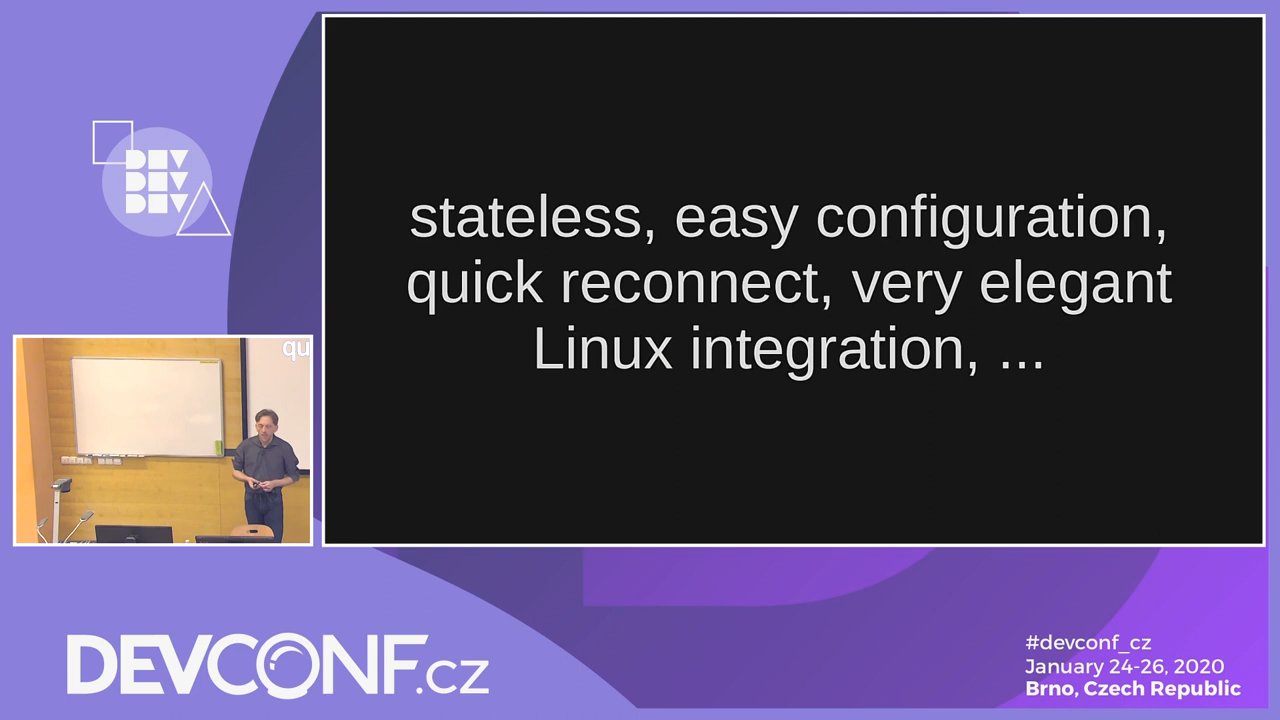 DEV
DEV
DEV
stateless, easy configuration,
quick reconnect, very elegant
Linux integration, ...
qu
DEVCONF.cz
#devconf_cz
January 24-26, 2020
Brno, Czech Republic